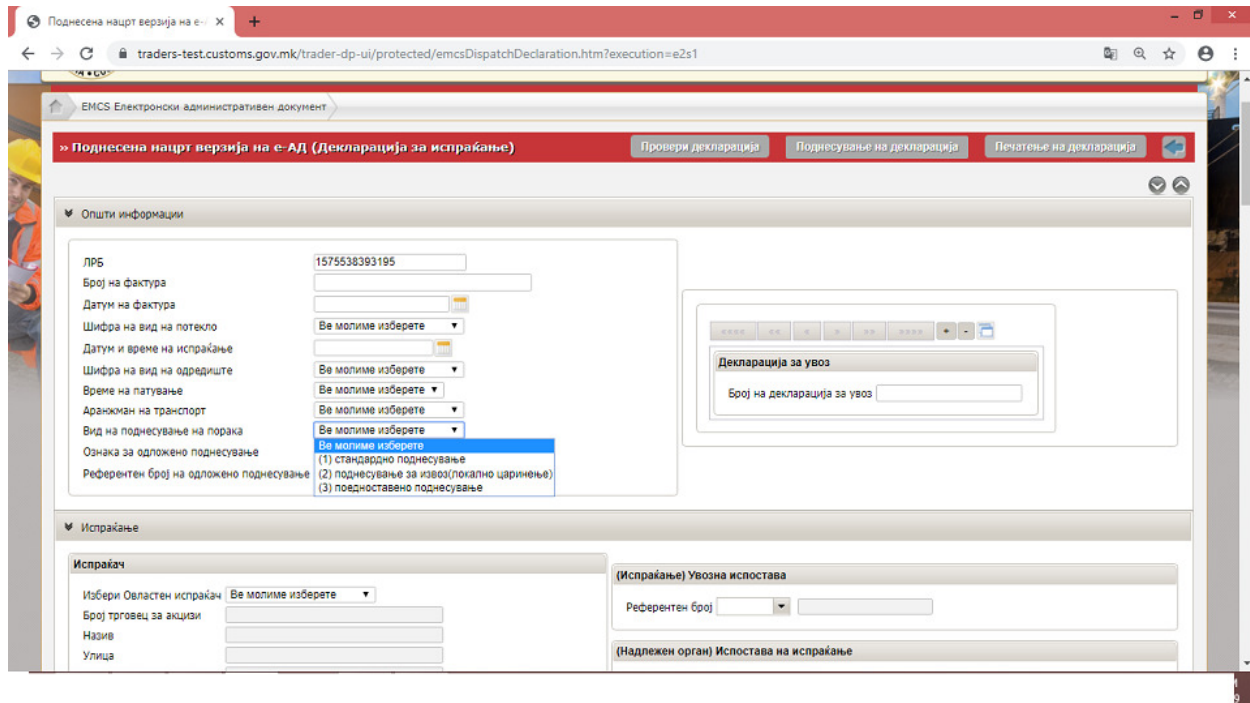 Поднесена нацрт верзија на е-
traders-test.customs.gov.mk/trader-dp-ui/protected/emcsDispatchDeclaration.htm?execution=e2s1
EMCS Електронски административен документ
» Поднесена нацрт верзија на е-АД (Декларација за испраќање)
Провери декларација
Поднесување на декларација
Печатење на декларација
Општи информации
ЛРБ
1575538393195
Број на фактура
Датум на фактура
Шифра на вид на потекло
Ве молиме изберете
Датум и време на испраќање
Шифра на вид на одредиште
Ве молиме изберете
Време на патување
Ве молиме изберете
Аранжман на транспорт
Ве молиме изберете
Вид на поднесување на порака
Ве молиме изберете
Ве молиме изберете
(1) стандардно поднесување
(2) поднесување за извоз(локално царинење)
(3) поедноставено поднесување
Ознака за одложено поднесување
Референтен број на одложено поднесување
<<<< << < > >> >>>> + -
Декларација за увоз
Број на декларација за увоз
Испраќање
Испраќач
Избери Овластен испраќач
Ве молиме изберете
Број трговец за акцизи
Назив
Улица
(Испраќање) Увозна испостава
Референтен број
(Надлежен орган) Испостава на испраќање